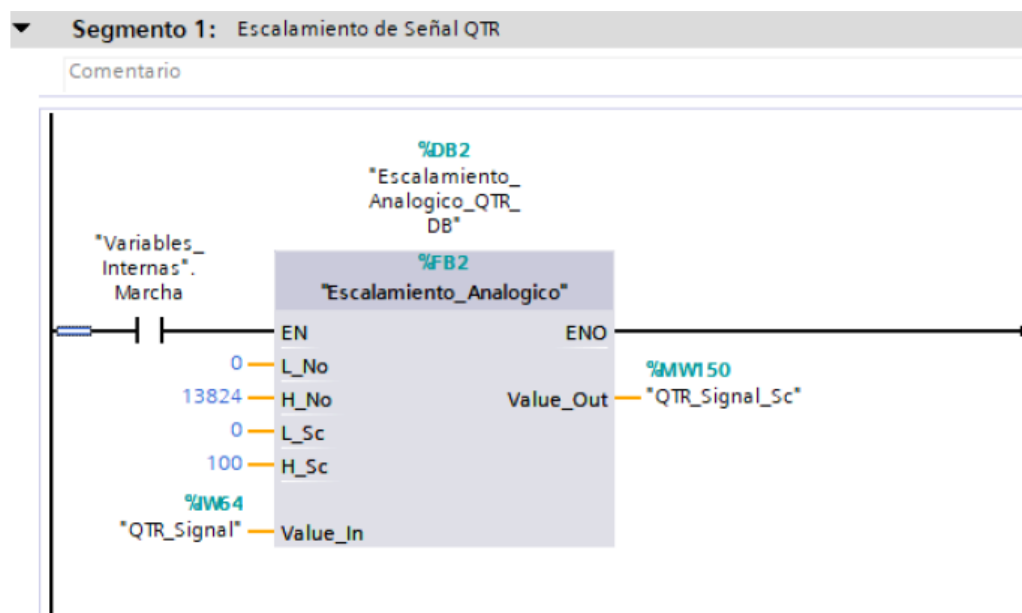 Segmento 1: Escalamiento de Señal QTR
Comentario
%DB2
"Escalamiento_
Analogico_QTR_
DB"
"Variables_
Internas".
Marcha
%FB2
"Escalamiento_Analogico"
EN ENO
0 L_No
%MW150
13824 H_No Value_Out "QTR_Signal_Sc"
0 L_Sc
100 H_Sc
%IW64
"QTR_Signal" Value_In